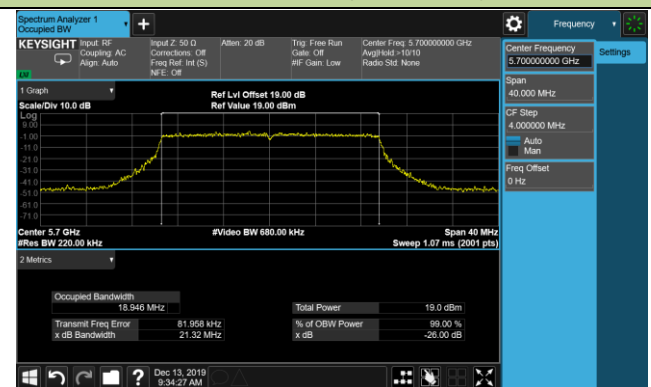 Spectrum Analyzer 1
Occupied BW
Frequency
KEYSIGHT
Input: RF
Coupling: AC
Align: Auto
Input Z: 50 Ω
Corrections: Off
Freq Ref: Int (S)
NFE: Off
Atten: 20 dB
Trig: Free Run
Gate: Off
#IF Gain: Low
Center Freq: 5.700000000 GHz
Avg|Hold:>10/10
Radio Std: None
Center Frequency
5.700000000 GHz
Settings
Span
40.000 MHz
CF Step
4.000000 MHz
Auto
Man
Freq Offset
0 Hz
1 Graph
Scale/Div 10.0 dB
Ref Lvl Offset 19.00 dB
Ref Value 19.00 dBm
Log
9.00
-1.00
-11.0
-21.0
-31.0
-41.0
-51.0
-61.0
-71.0
Center 5.7 GHz
#Video BW 680.00 kHz
Span 40 MHz
#Res BW 220.00 kHz
Sweep 1.07 ms (2001 pts)
2 Metrics
Occupied Bandwidth
18.946 MHz
Total Power
19.0 dBm
Transmit Freq Error
81.958 kHz
% of OBW Power
99.00 %
x dB Bandwidth
21.32 MHz
x dB
-26.00 dB
?
Dec 13, 2019
9:34:27 AM